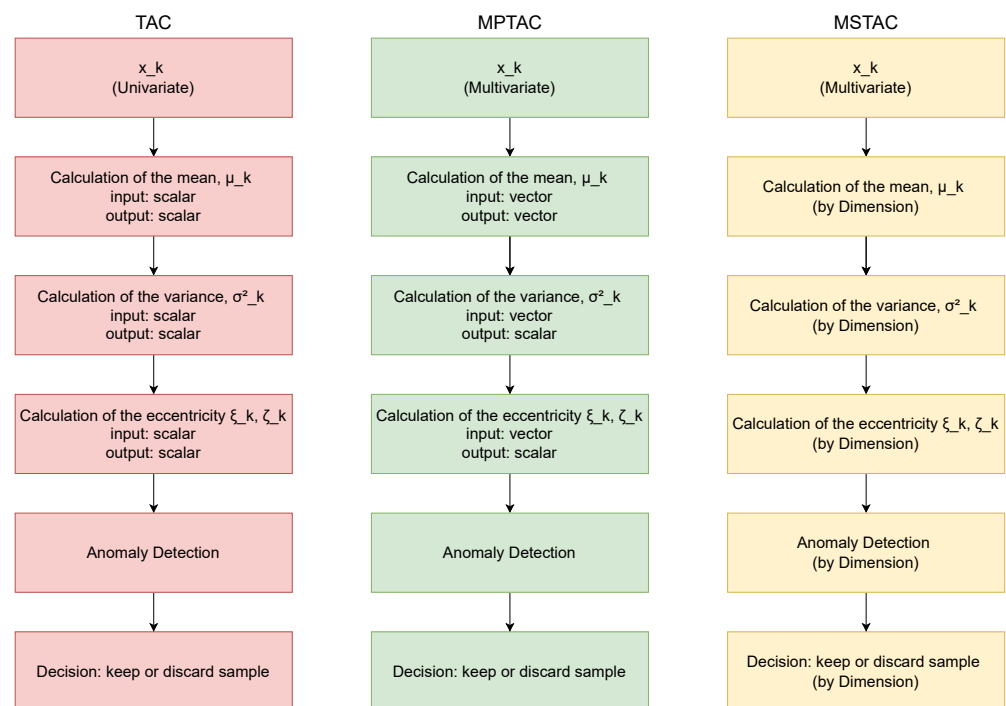 TAC
x_k
(Univariate)
Calculation of the mean, μ_k
input: scalar
output: scalar
Calculation of the variance, σ²_k
input: scalar
output: scalar
Calculation of the eccentricity ξ_k, ζ_k
input: scalar
output: scalar
Anomaly Detection
Decision: keep or discard sample
MPTAC
x_k
(Multivariate)
Calculation of the mean, μ_k
input: vector
output: vector
Calculation of the variance, σ²_k
input: vector
output: scalar
Calculation of the eccentricity ξ_k, ζ_k
input: vector
output: scalar
Anomaly Detection
Decision: keep or discard sample
MSTAC
x_k
(Multivariate)
Calculation of the mean, μ_k
(by Dimension)
Calculation of the variance, σ²_k
(by Dimension)
Calculation of the eccentricity ξ_k, ζ_k
(by Dimension)
Anomaly Detection
(by Dimension)
Decision: keep or discard sample
(by Dimension)